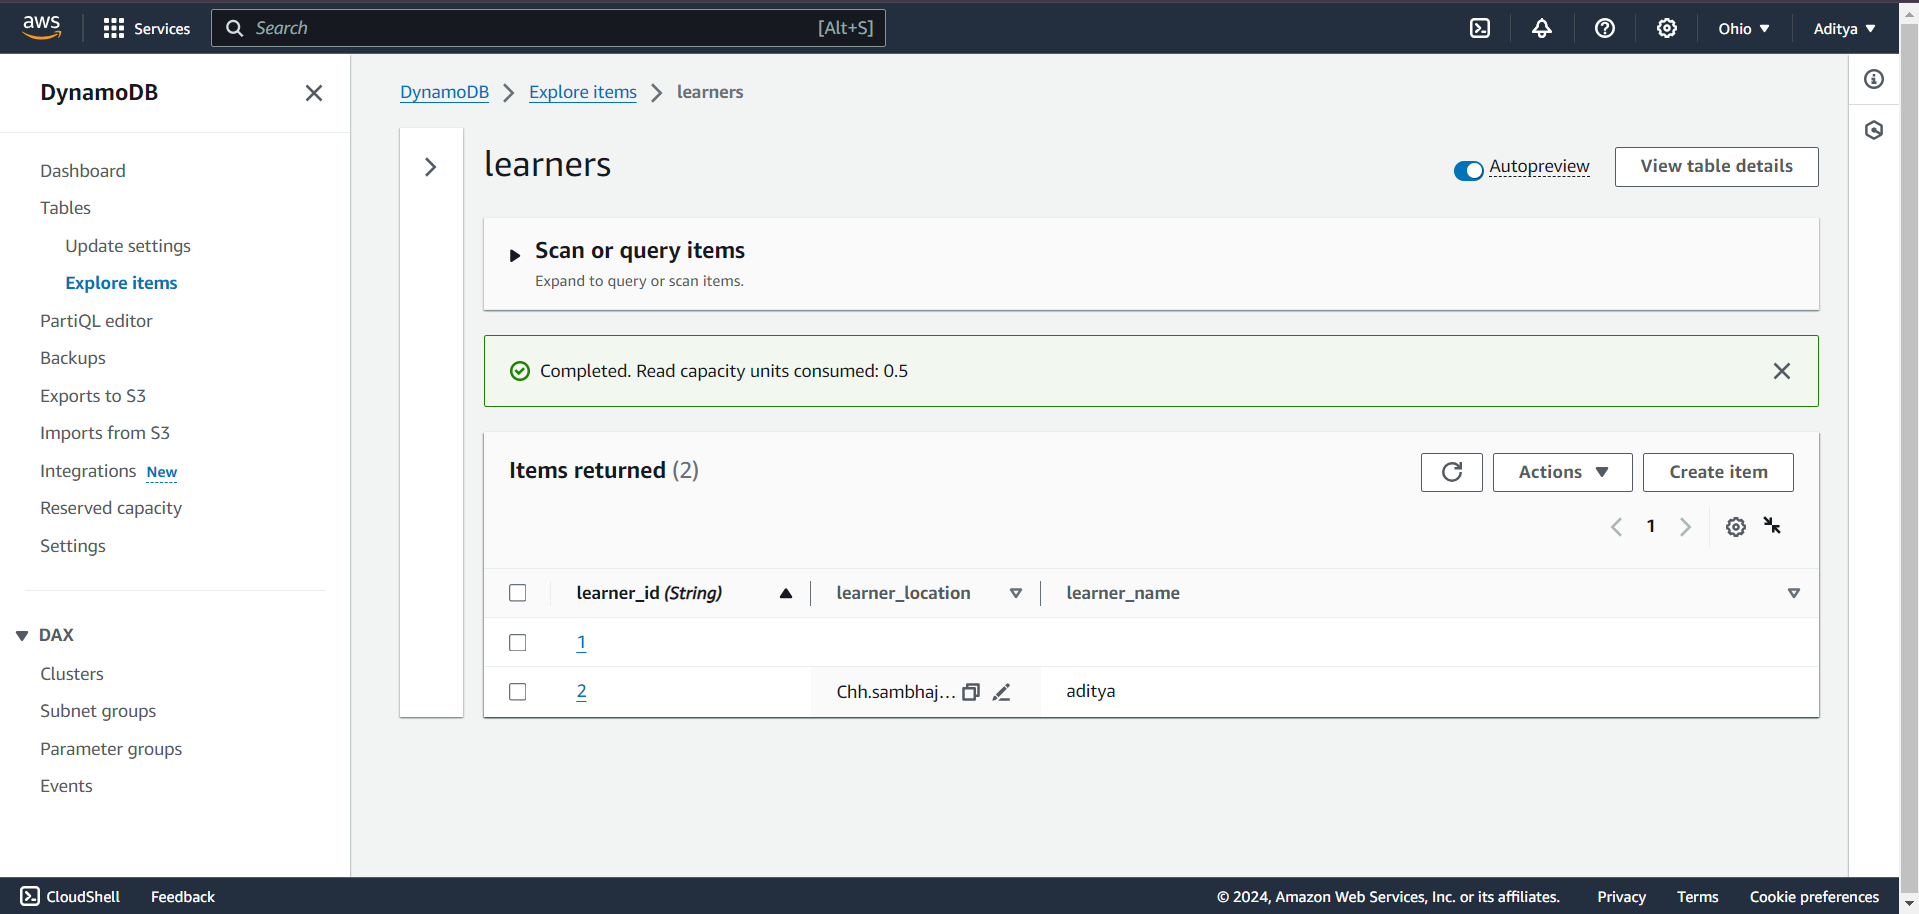 aws Services Search [Alt+S] Ohio Aditya
DynamoDB
Dashboard
Tables
Update settings
Explore items
PartiQL editor
Backups
Exports to S3
Imports from S3
Integrations New
Reserved capacity
Settings
DAX
Clusters
Subnet groups
Parameter groups
Events
DynamoDB Explore items learners
learners
Autopreview View table details
Scan or query items
Expand to query or scan items.
Completed. Read capacity units consumed: 0.5
Items returned (2)
Actions Create item
1
learner_id (String) learner_location learner_name
1
2 Chh.sambhaj... aditya
CloudShell Feedback © 2024, Amazon Web Services, Inc. or its affiliates. Privacy Terms Cookie preferences